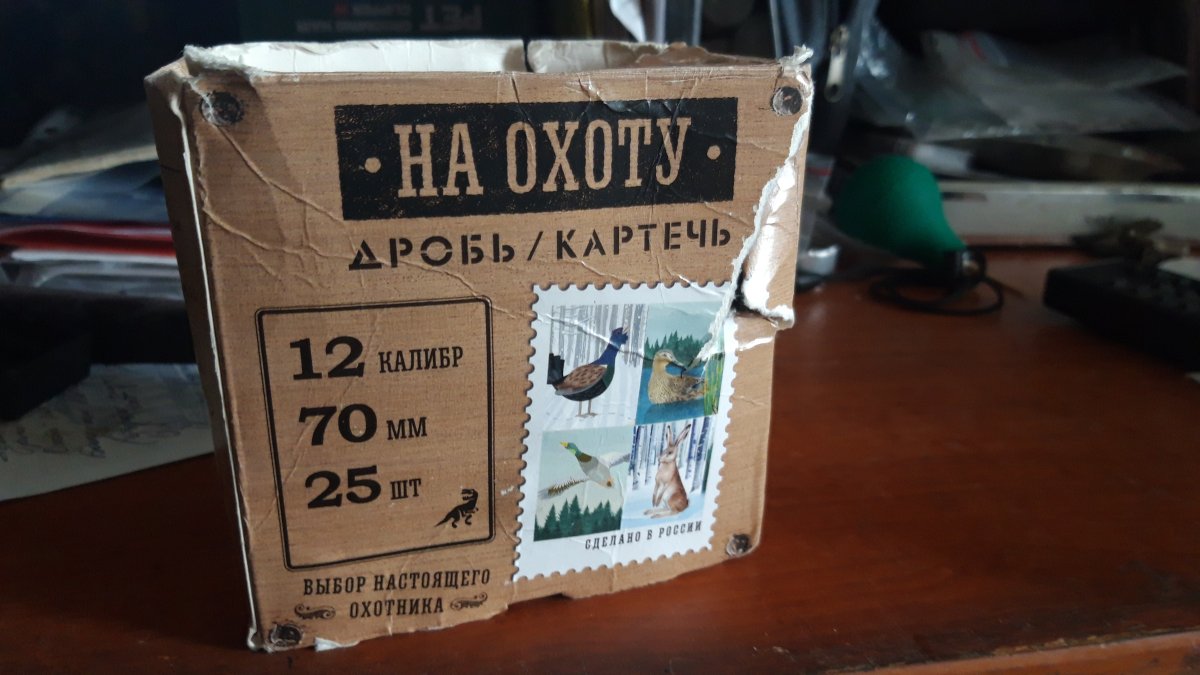 НА ОХОТУ
ДРОБЬ/КАРТЕЧЬ
12 КАЛИБР
70 ММ
25 ШТ
ВЫБОР НАСТОЯЩЕГО
ОХОТНИКА
СДЕЛАНО В РОССИИ